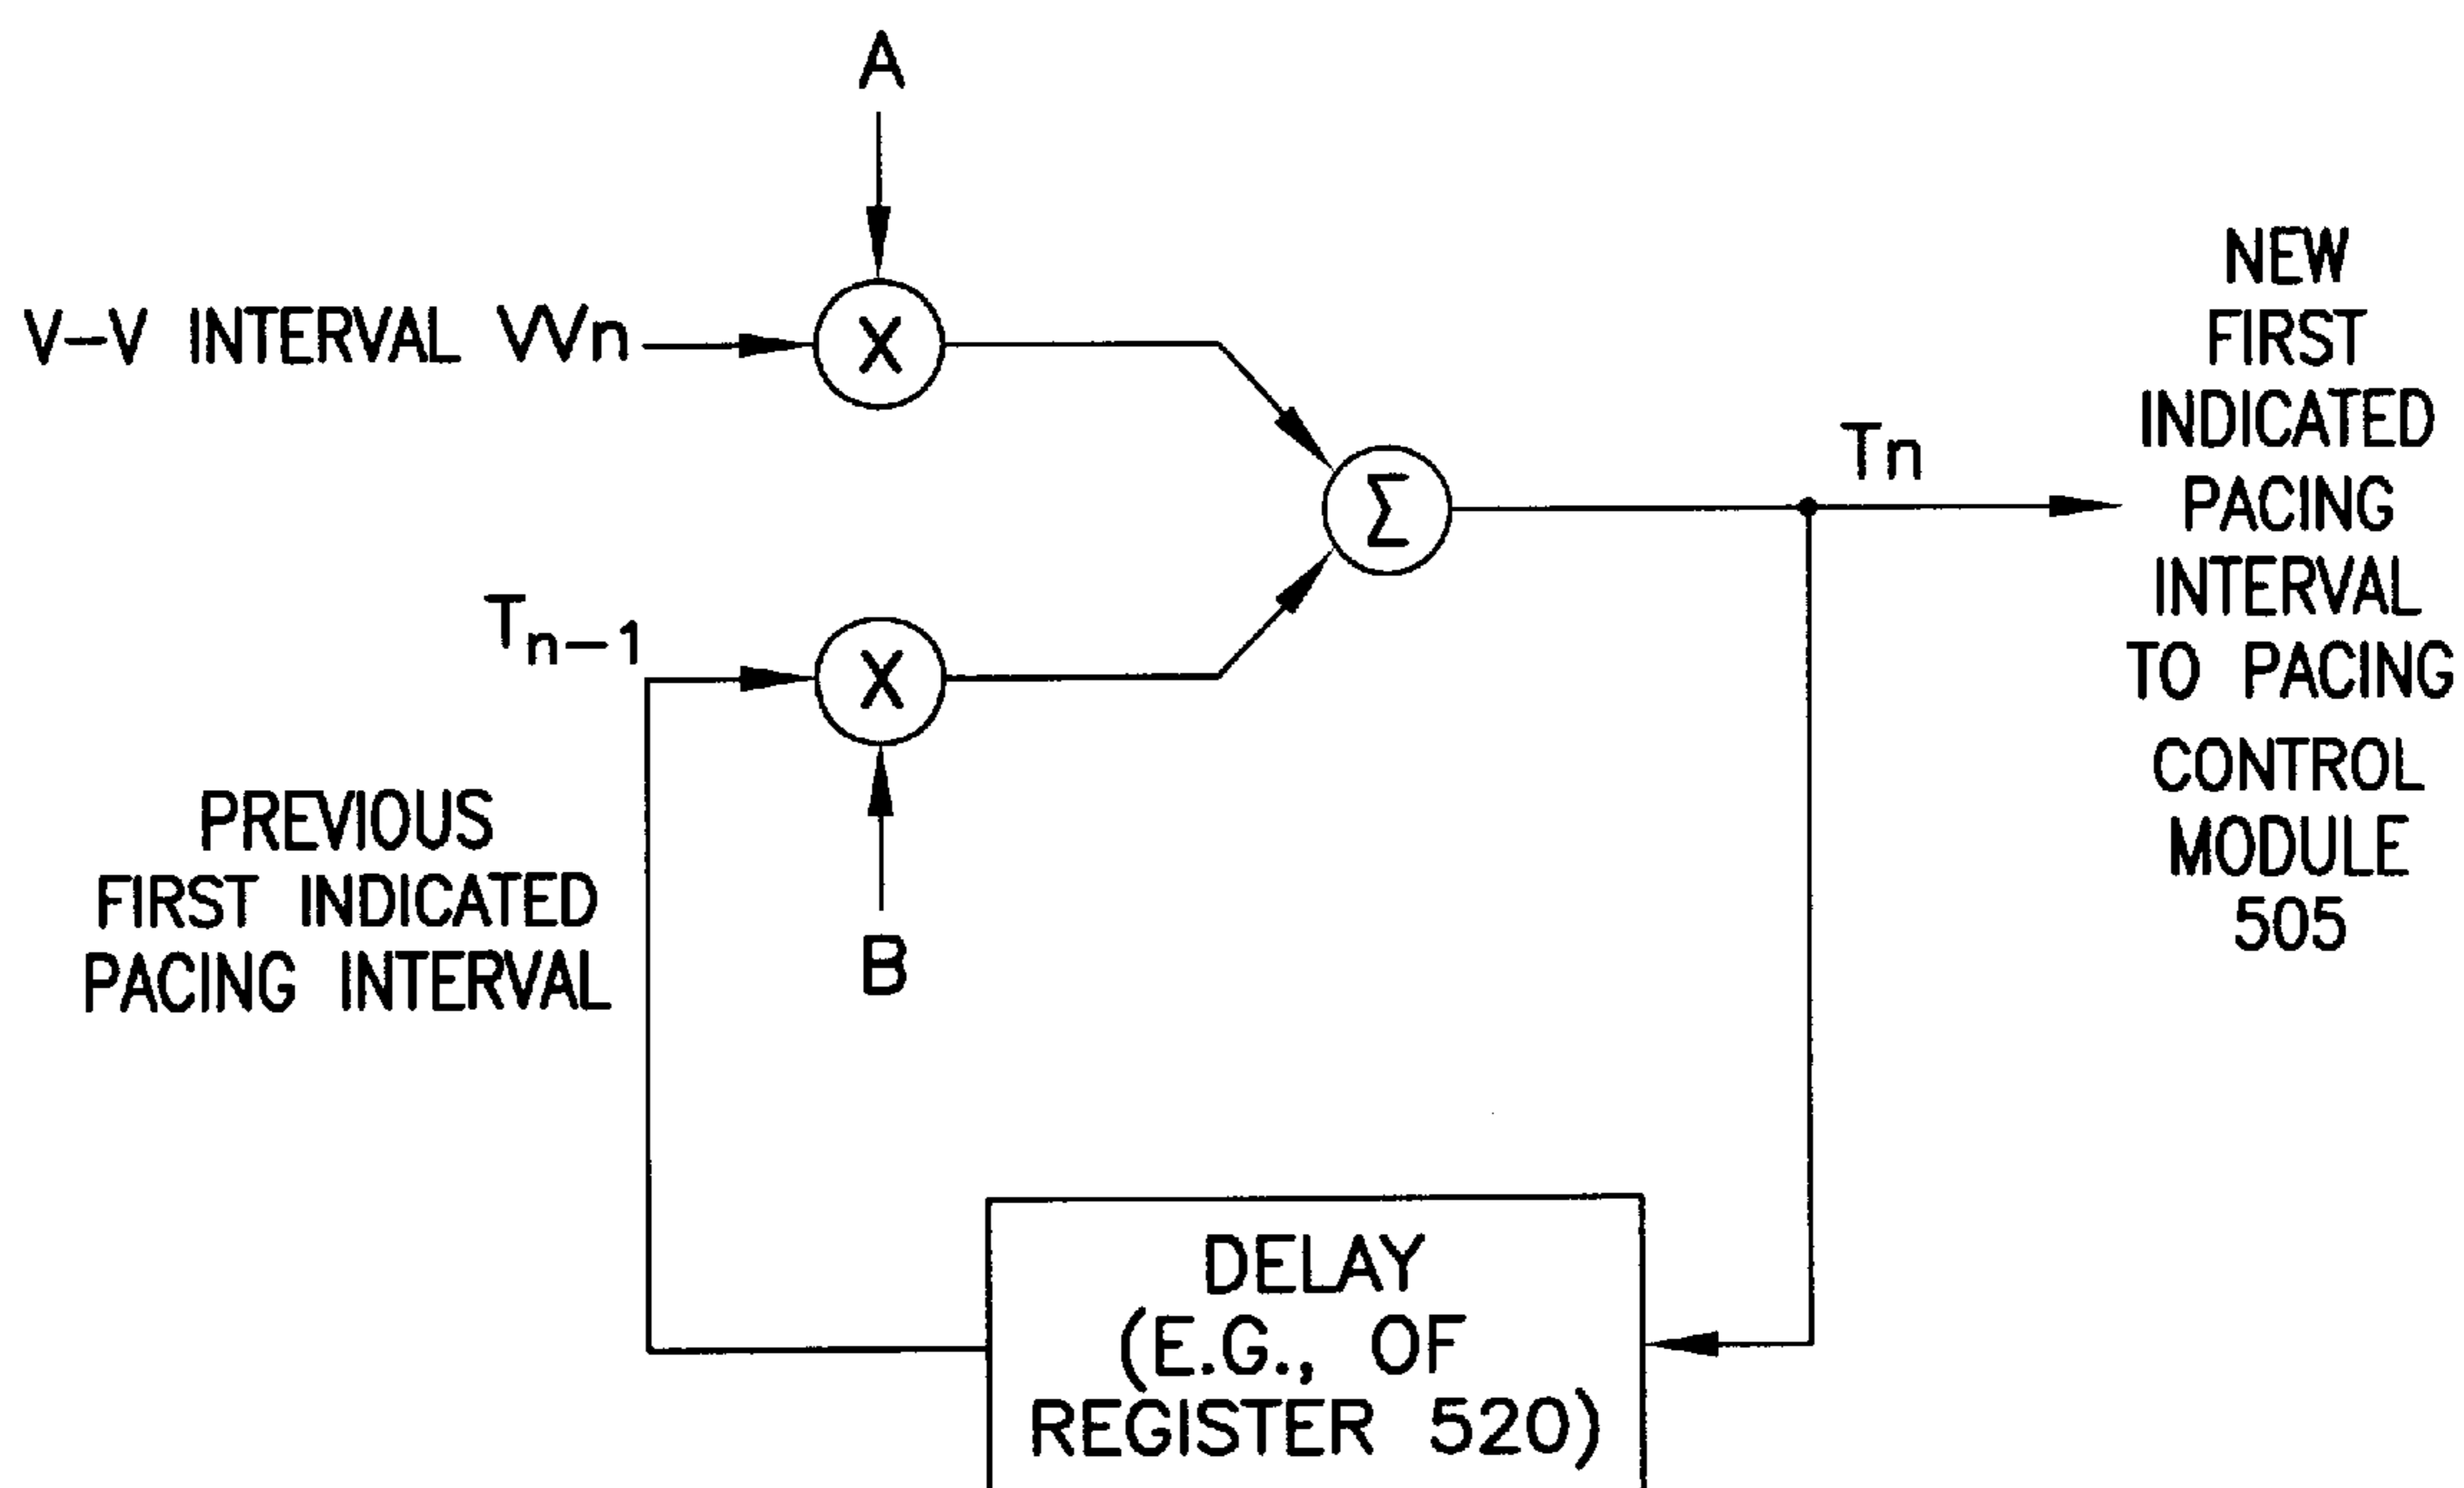 A
V-V INTERVAL VVn
X
NEW
FIRST
INDICATED
PACING
INTERVAL
TO PACING
CONTROL
MODULE
505
Tn
Σ
Tn-1
X
B
PREVIOUS
FIRST INDICATED
PACING INTERVAL
DELAY
(E.G., OF
REGISTER 520)